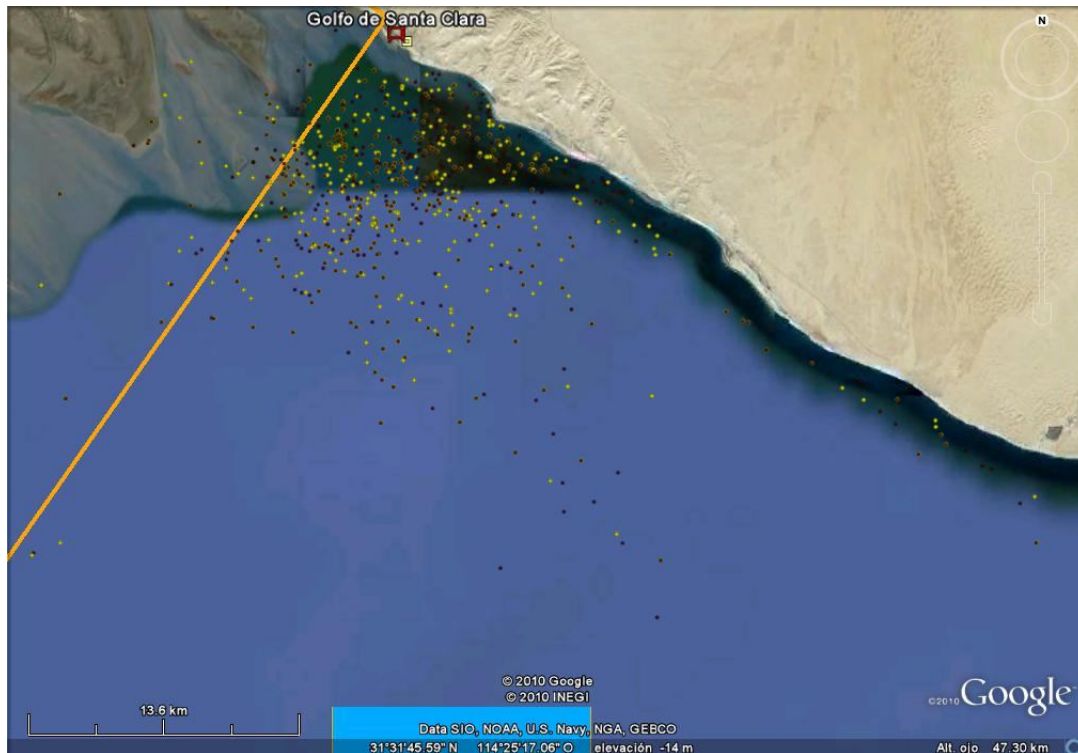 Golfo de Santa Clara
N
© 2010 Google
© 2010 INEGI
©2010 Google
13.6 km
Data SIO, NOAA, U.S. Navy, NGA, GEBCO
31°31'45.59" N 114°25'17.06" O elevación -14 m Alt. ojo 47.30 km